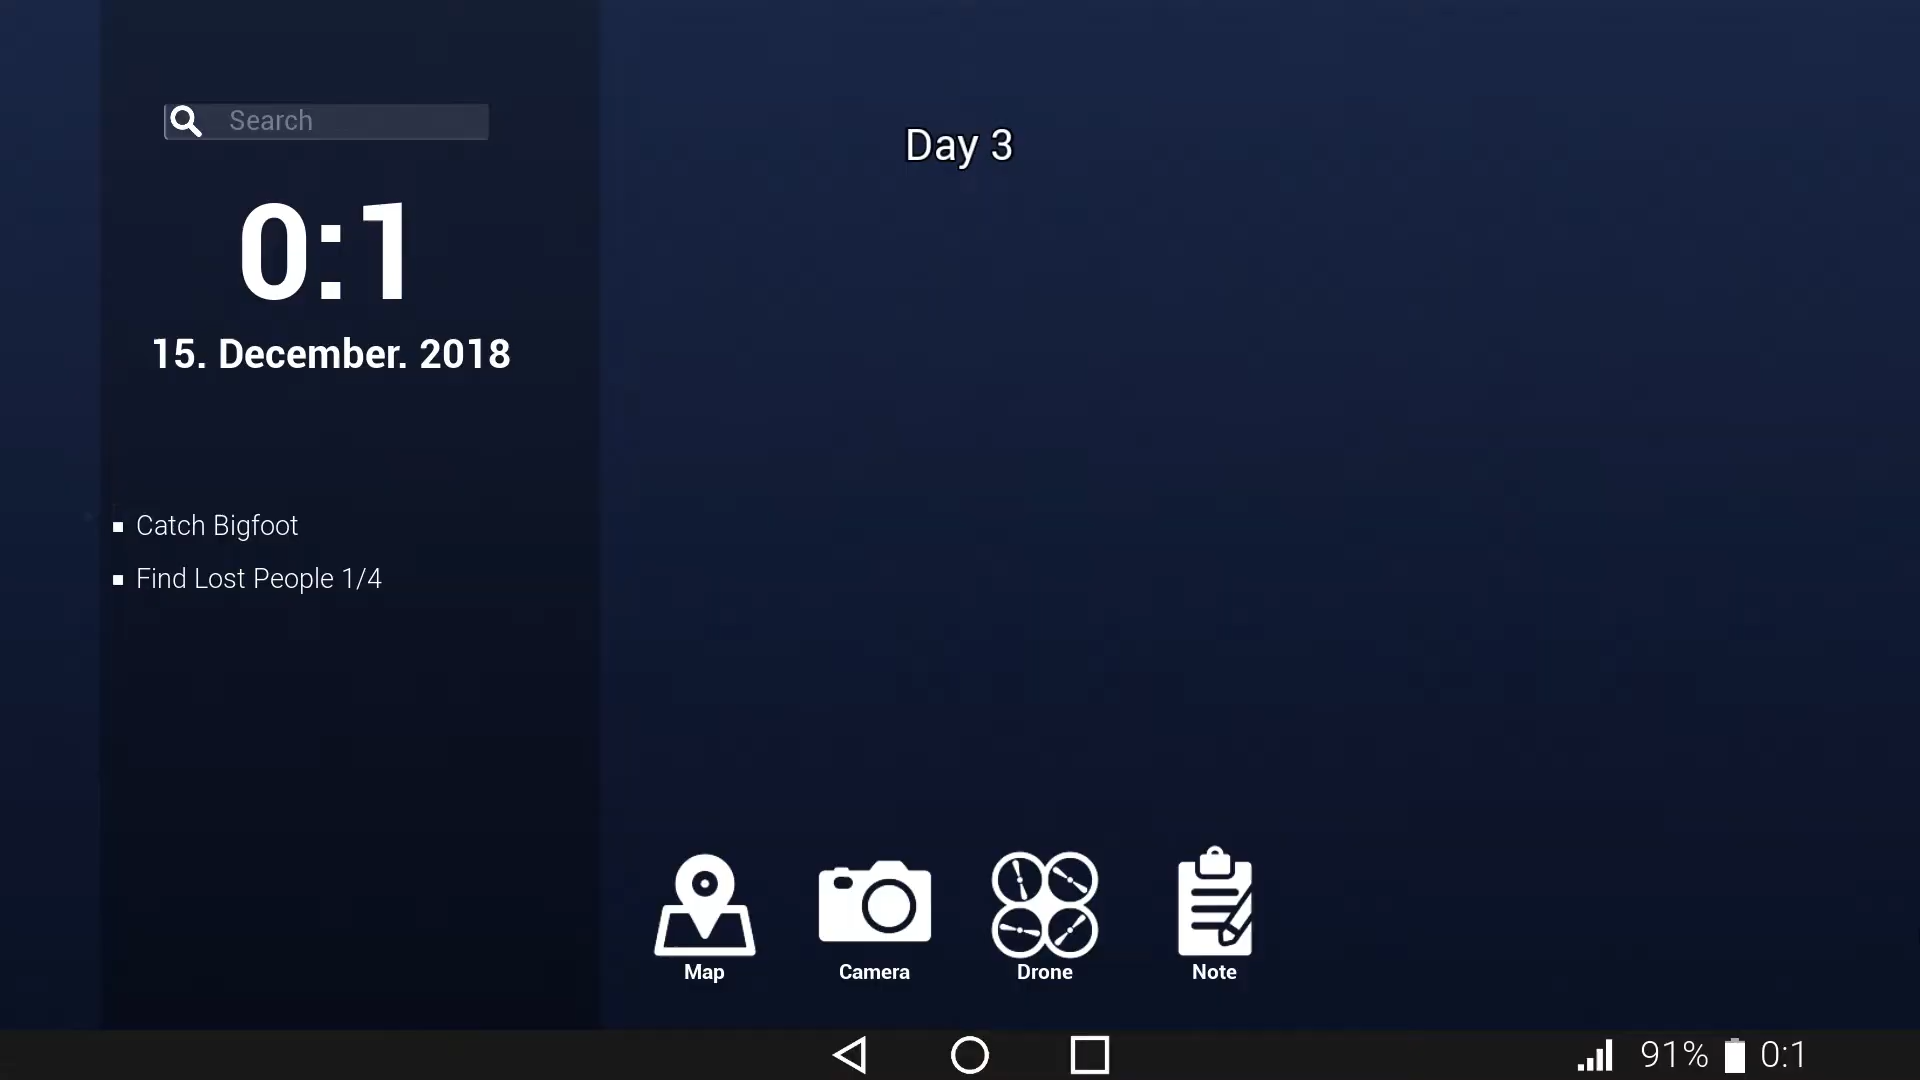 Search
Day 3
0:1
15. December. 2018
Catch Bigfoot
Find Lost People 1/4
Map
Camera
Drone
Note
91% 0:1